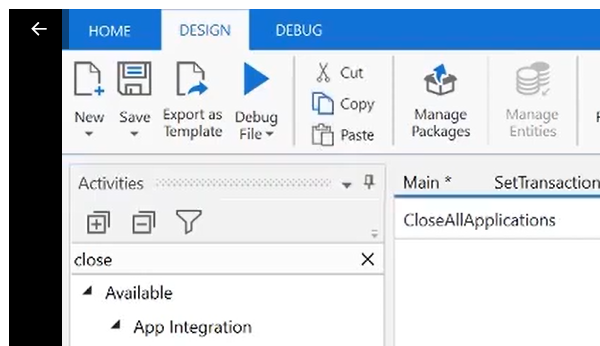 HOME DESIGN DEBUG
New Save Export as Template Debug File Cut Copy Paste Manage Packages Manage Entities
Activities Main * SetTransaction
CloseAllApplications
close
Available
App Integration